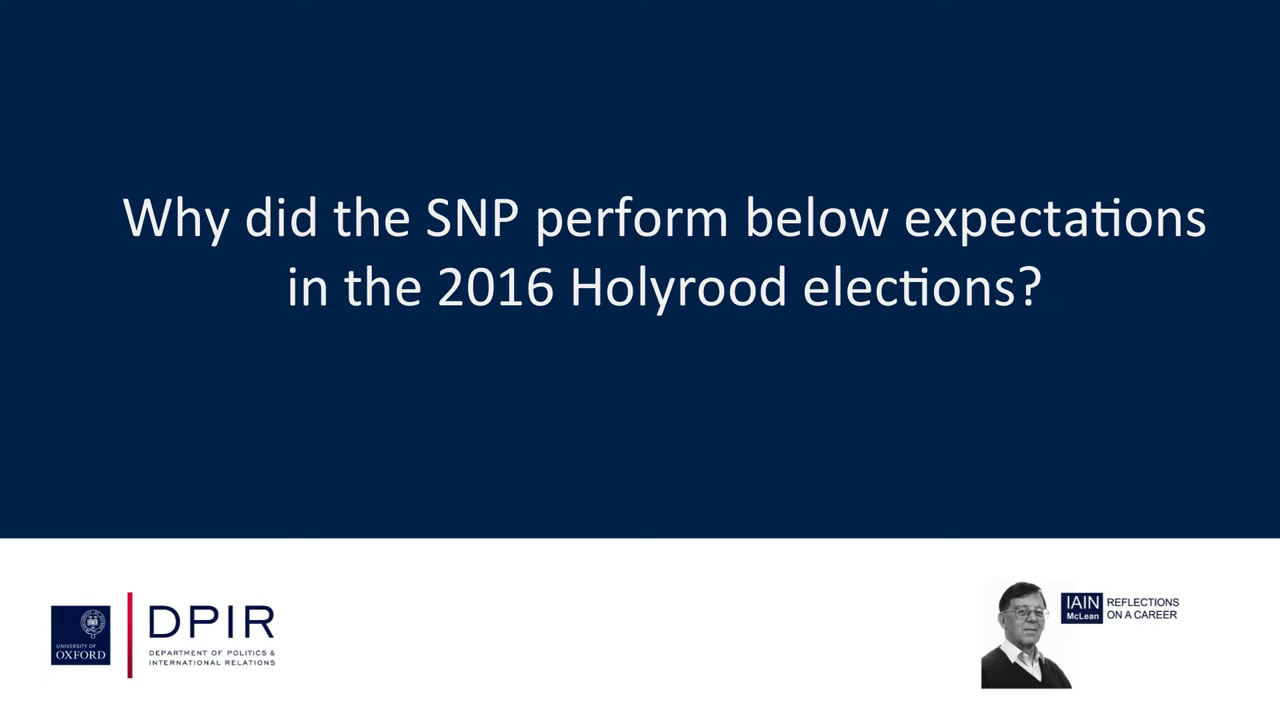 Why did the SNP perform below expectations
in the 2016 Holyrood elections?
UNIVERSITY OF
OXFORD
DPIR
DEPARTMENT OF POLITICS &
INTERNATIONAL RELATIONS
IAIN
McLean
REFLECTIONS
ON A CAREER